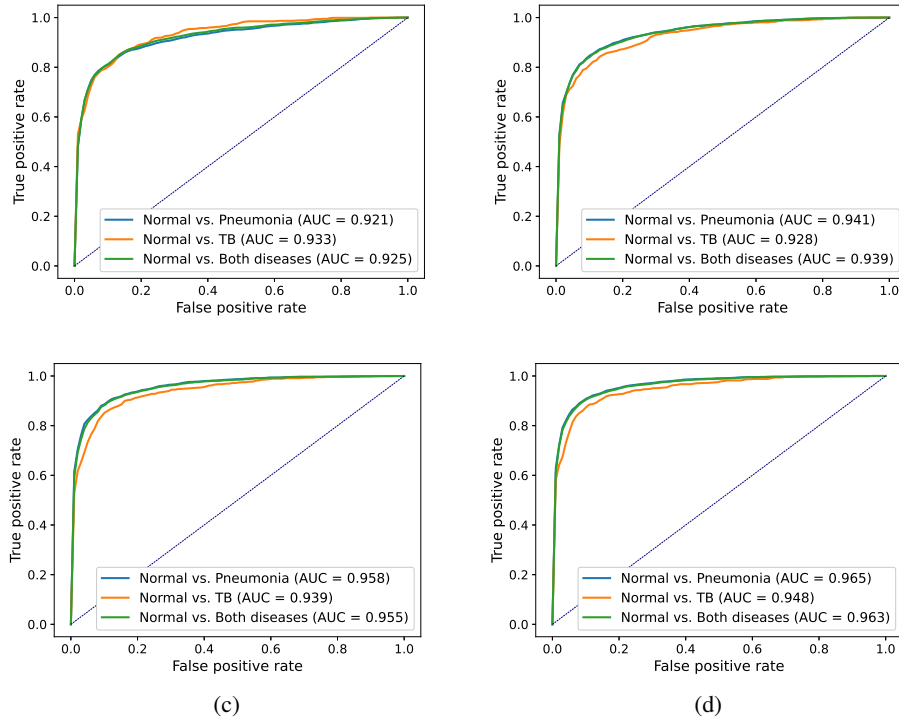 1.0
0.8
0.6
0.4
0.2
0.0
True positive rate
Normal vs. Pneumonia (AUC = 0.921)
Normal vs. TB (AUC = 0.933)
Normal vs. Both diseases (AUC = 0.925)
0.0 0.2 0.4 0.6 0.8 1.0
False positive rate
1.0
0.8
0.6
0.4
0.2
0.0
True positive rate
Normal vs. Pneumonia (AUC = 0.941)
Normal vs. TB (AUC = 0.928)
Normal vs. Both diseases (AUC = 0.939)
0.0 0.2 0.4 0.6 0.8 1.0
False positive rate
1.0
0.8
0.6
0.4
0.2
0.0
True positive rate
Normal vs. Pneumonia (AUC = 0.958)
Normal vs. TB (AUC = 0.939)
Normal vs. Both diseases (AUC = 0.955)
0.0 0.2 0.4 0.6 0.8 1.0
False positive rate
(c)
1.0
0.8
0.6
0.4
0.2
0.0
True positive rate
Normal vs. Pneumonia (AUC = 0.965)
Normal vs. TB (AUC = 0.948)
Normal vs. Both diseases (AUC = 0.963)
0.0 0.2 0.4 0.6 0.8 1.0
False positive rate
(d)